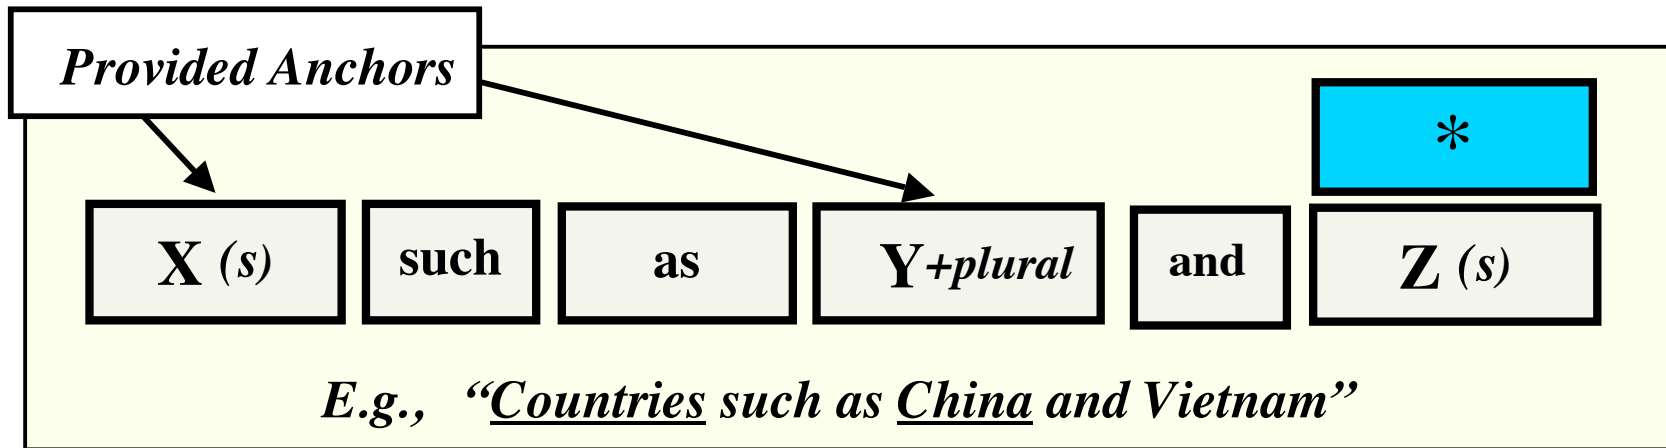 Provided Anchors
*
X (s) such as Y+plural and Z (s)
E.g., “Countries such as China and Vietnam”